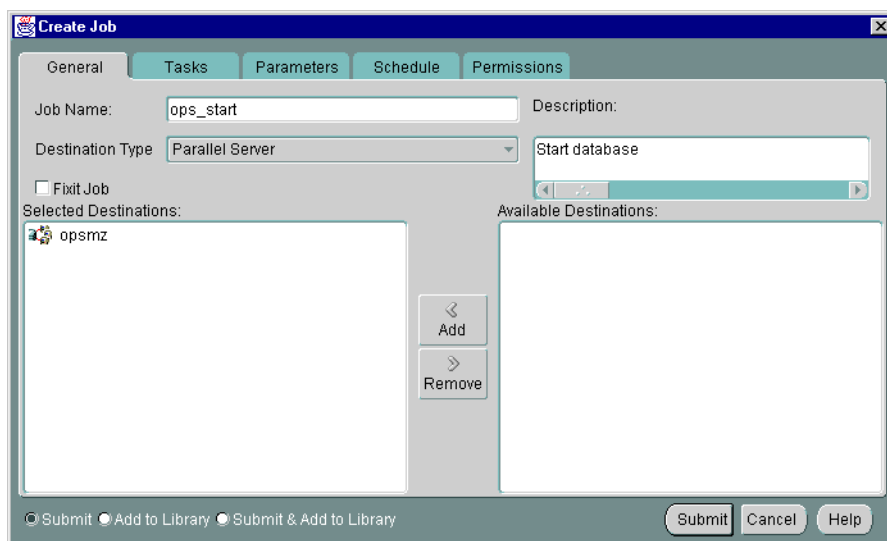 Create Job
General Tasks Parameters Schedule Permissions
Job Name: ops_start Description:
Destination Type Parallel Server Start database
Fixit Job
Selected Destinations: Available Destinations:
opsmz
Add
Remove
Submit Add to Library Submit & Add to Library Submit Cancel Help